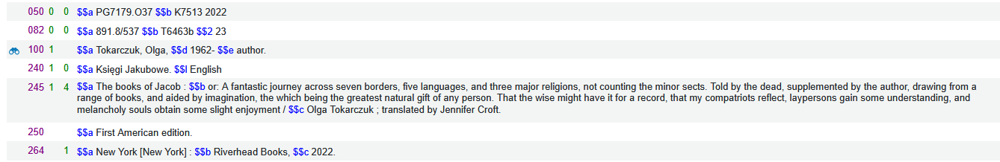 050 0 0 $$a PG7179.O37 $$b K7513 2022
082 0 0 $$a 891.8/537 $$b T6463b $$2 23
100 1 $$a Tokarczuk, Olga, $$d 1962- $$e author.
240 1 0 $$a Księgi Jakubowe. $$l English
245 1 4 $$a The books of Jacob : $$b or: A fantastic journey across seven borders, five languages, and three major religions, not counting the minor sects. Told by the dead, supplemented by the author, drawing from a
range of books, and aided by imagination, the which being the greatest natural gift of any person. That the wise might have it for a record, that my compatriots reflect, laypersons gain some understanding, and
melancholy souls obtain some slight enjoyment / $$c Olga Tokarczuk ; translated by Jennifer Croft.
250 $$a First American edition.
264 1 $$a New York [New York] : $$b Riverhead Books, $$c 2022.